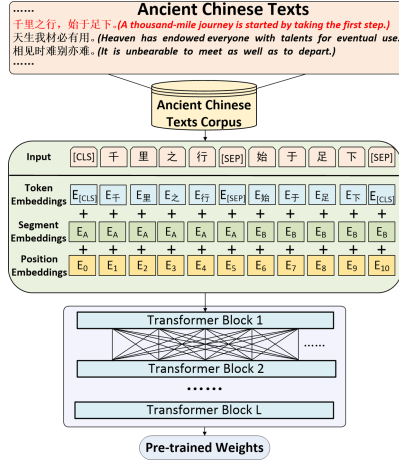 Ancient Chinese Texts
......
千里之行，始于足下。(A thousand-mile journey is started by taking the first step.)
天生我材必有用。(Heaven has endowed everyone with talents for eventual use.
相见时难别亦难。(It is unbearable to meet as well as to depart.)
......
Ancient Chinese
Texts Corpus
Input [CLS] 千 里 之 行 [SEP] 始 于 足 下 [SEP]
Token Embeddings E[CLS] E千 E里 E之 E行 E[SEP] E始 E于 E足 E下 E[CLS]
+ + + + + + + + + + +
Segment Embeddings EA EA EA EA EA EA EB EB EB EB EB
+ + + + + + + + + + +
Position Embeddings E0 E1 E2 E3 E4 E5 E6 E7 E8 E9 E10
Transformer Block 1
......
Transformer Block 2
......
Transformer Block L
Pre-trained Weights